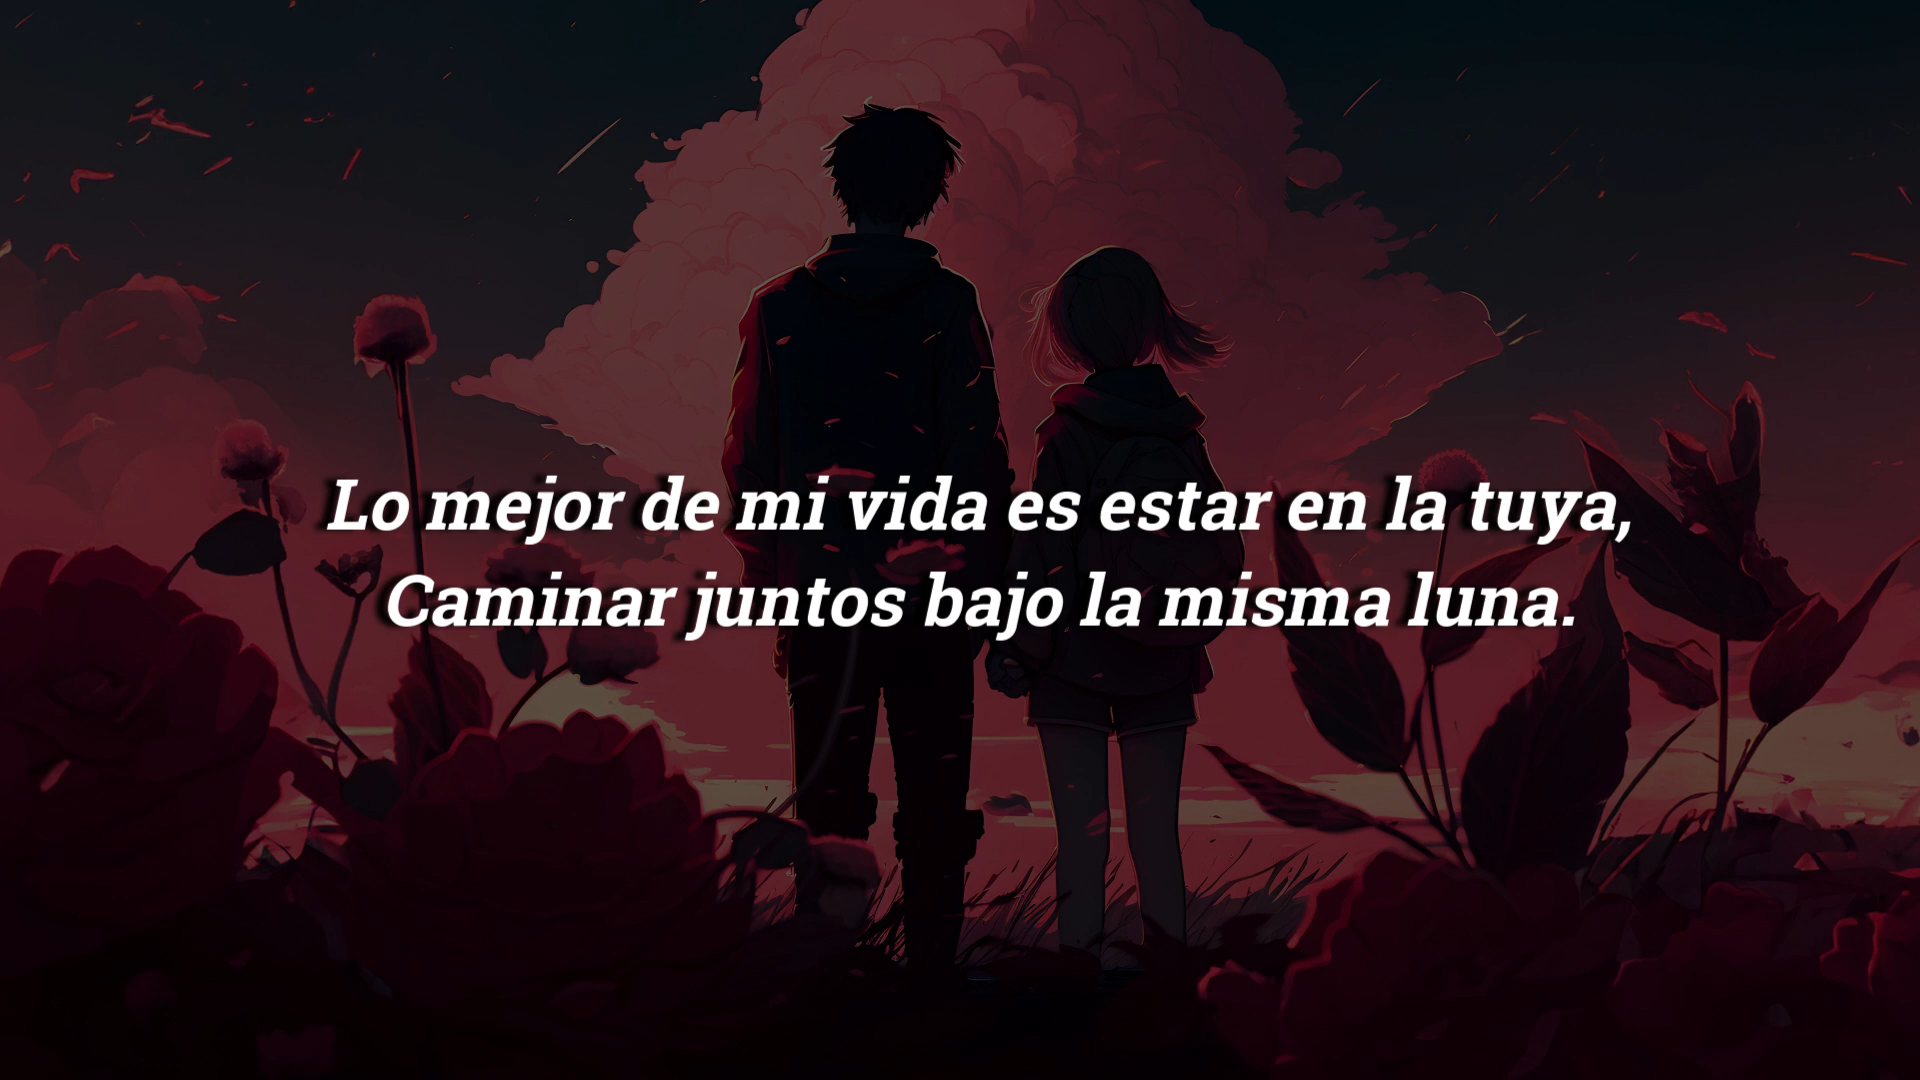 Lo mejor de mi vida es estar en la tuya,
Caminar juntos bajo la misma luna.